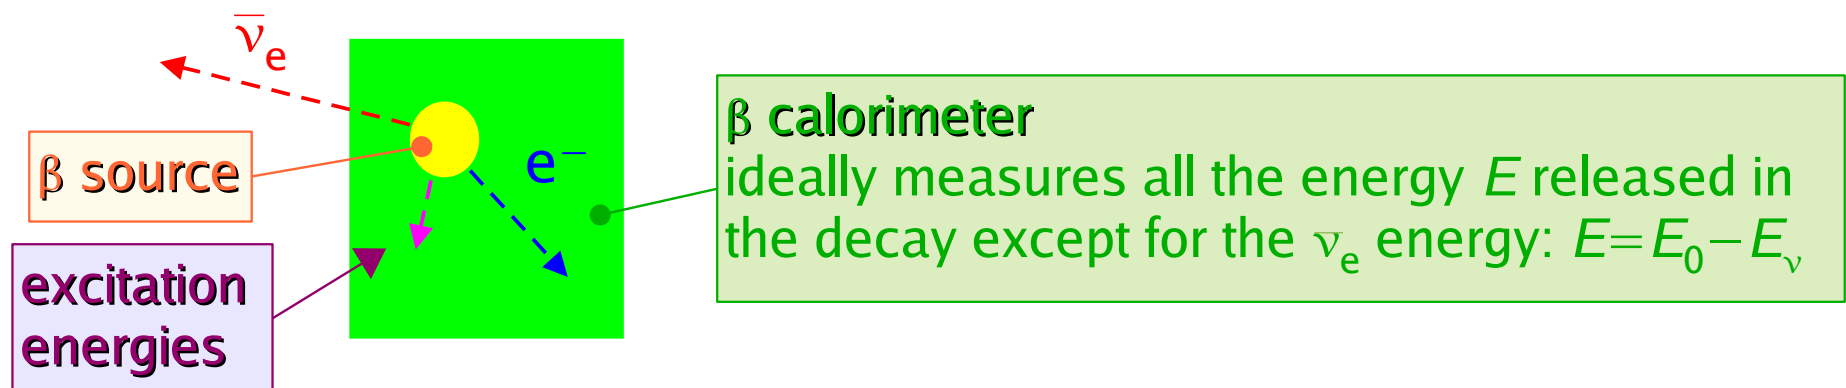 ν̅e
β source
e⁻
excitation
energies
β calorimeter
ideally measures all the energy E released in
the decay except for the ν̅e energy: E=E0−Eν